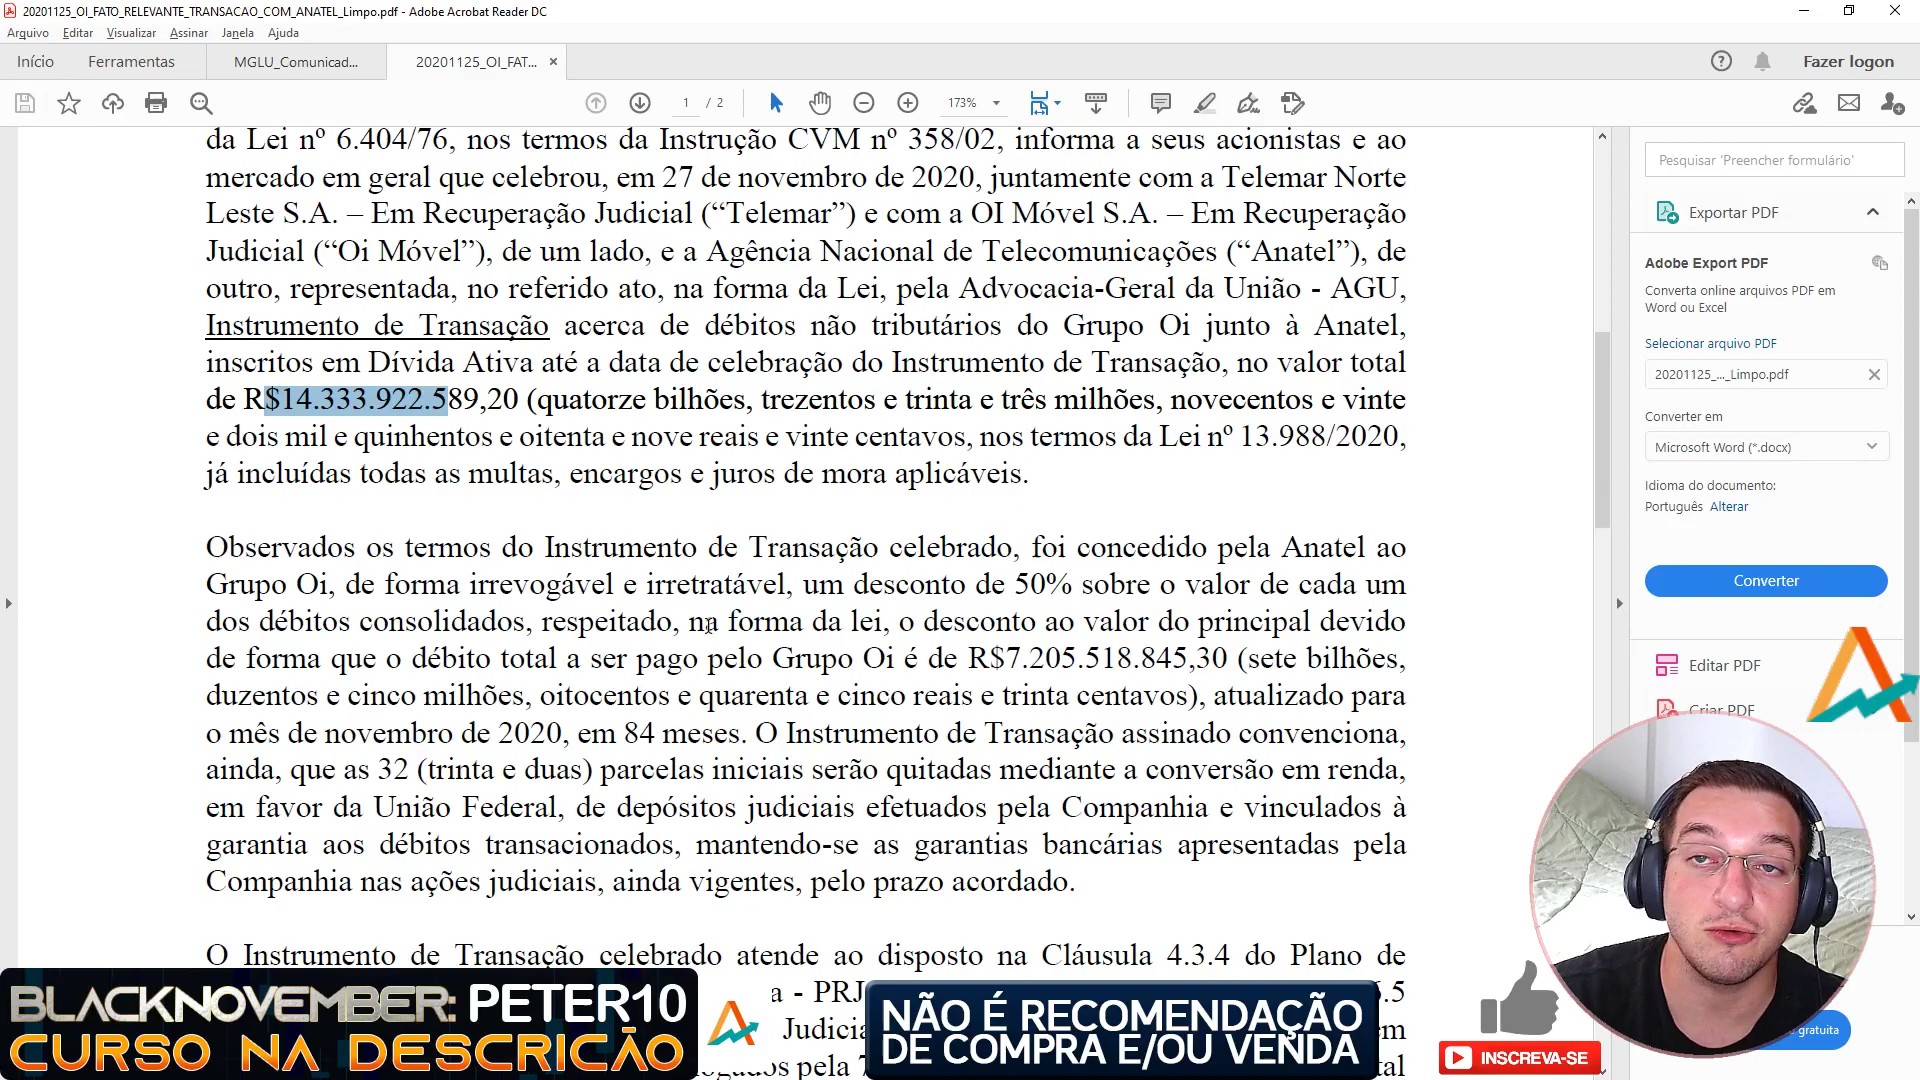 20201125_OI_FATO_RELEVANTE_TRANSACAO_COM_ANATEL_Limpo.pdf - Adobe Acrobat Reader DC
Arquivo Editar Visualizar Assinar Janela Ajuda
Início Ferramentas MGLU_Comunicad... 20201125_OI_FAT... Fazer logon
1 / 2 173%
da Lei nº 6.404/76, nos termos da Instrução CVM nº 358/02, informa a seus acionistas e ao
mercado em geral que celebrou, em 27 de novembro de 2020, juntamente com a Telemar Norte
Leste S.A. – Em Recuperação Judicial (“Telemar”) e com a OI Móvel S.A. – Em Recuperação
Judicial (“Oi Móvel”), de um lado, e a Agência Nacional de Telecomunicações (“Anatel”), de
outro, representada, no referido ato, na forma da Lei, pela Advocacia-Geral da União - AGU,
Instrumento de Transação acerca de débitos não tributários do Grupo Oi junto à Anatel,
inscritos em Dívida Ativa até a data de celebração do Instrumento de Transação, no valor total
de R$14.333.922.589,20 (quatorze bilhões, trezentos e trinta e três milhões, novecentos e vinte
e dois mil e quinhentos e oitenta e nove reais e vinte centavos, nos termos da Lei nº 13.988/2020,
já incluídas todas as multas, encargos e juros de mora aplicáveis.
Observados os termos do Instrumento de Transação celebrado, foi concedido pela Anatel ao
Grupo Oi, de forma irrevogável e irretratável, um desconto de 50% sobre o valor de cada um
dos débitos consolidados, respeitado, na forma da lei, o desconto ao valor do principal devido
de forma que o débito total a ser pago pelo Grupo Oi é de R$7.205.518.845,30 (sete bilhões,
duzentos e cinco milhões, oitocentos e quarenta e cinco reais e trinta centavos), atualizado para
o mês de novembro de 2020, em 84 meses. O Instrumento de Transação assinado convenciona,
ainda, que as 32 (trinta e duas) parcelas iniciais serão quitadas mediante a conversão em renda,
em favor da União Federal, de depósitos judiciais efetuados pela Companhia e vinculados à
garantia aos débitos transacionados, mantendo-se as garantias bancárias apresentadas pela
Companhia nas ações judiciais, ainda vigentes, pelo prazo acordado.
O Instrumento de Transação celebrado atende ao disposto na Cláusula 4.3.4 do Plano de
a - PRJ 6.5
Judicia em
ogados pela 7 tal
Pesquisar 'Preencher formulário'
Exportar PDF
Adobe Export PDF
Converta online arquivos PDF em
Word ou Excel
Selecionar arquivo PDF
20201125_..._Limpo.pdf
Converter em
Microsoft Word (*.docx)
Idioma do documento:
Português Alterar
Converter
Editar PDF
Criar PDF
gratuita
BLACKNOVEMBER: PETER10
CURSO NA DESCRIÇÃO
NÃO É RECOMENDAÇÃO
DE COMPRA E/OU VENDA
INSCREVA-SE